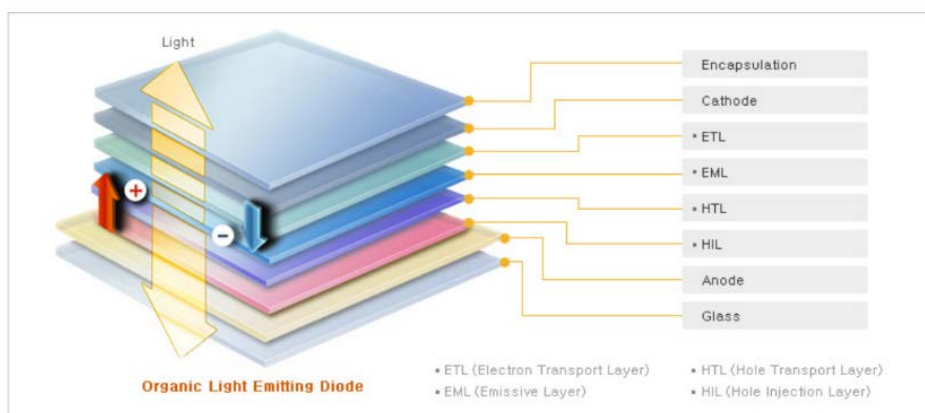 Light
Encapsulation
Cathode
▪ ETL
▪ EML
▪ HTL
▪ HIL
Anode
Glass
+
−
Organic Light Emitting Diode
▪ ETL (Electron Transport Layer)
▪ EML (Emissive Layer)
▪ HTL (Hole Transport Layer)
▪ HIL (Hole Injection Layer)